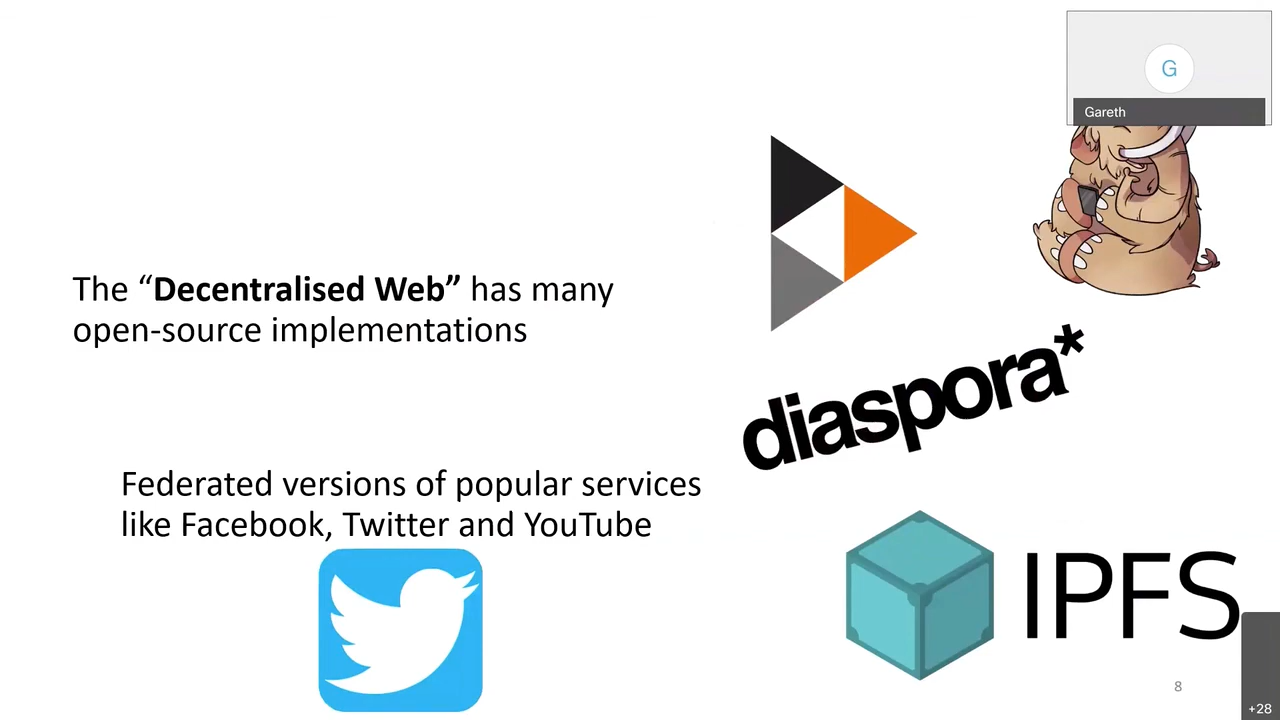 G
Gareth
The “Decentralised Web” has many
open-source implementations
diaspora*
Federated versions of popular services
like Facebook, Twitter and YouTube
IPFS
8
+28